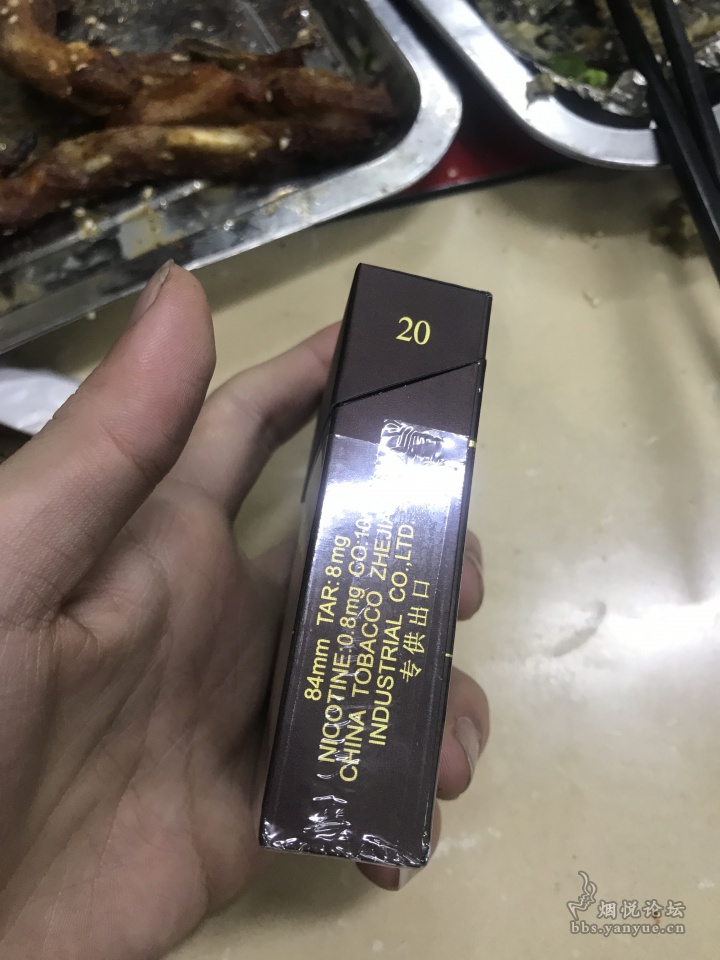 20
84mm TAR:8mg
NICOTINE:0.8mg CO:10
CHINA TOBACCO ZHEJIA
INDUSTRIAL CO.,LTD.
专供出口
烟悦论坛
bbs.yanyue.cn